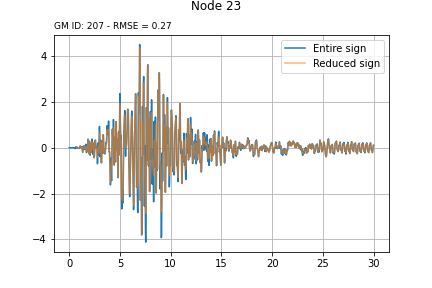 Node 23
GM ID: 207 - RMSE = 0.27
Entire sign
Reduced sign
4
2
0
−2
−4
0 5 10 15 20 25 30